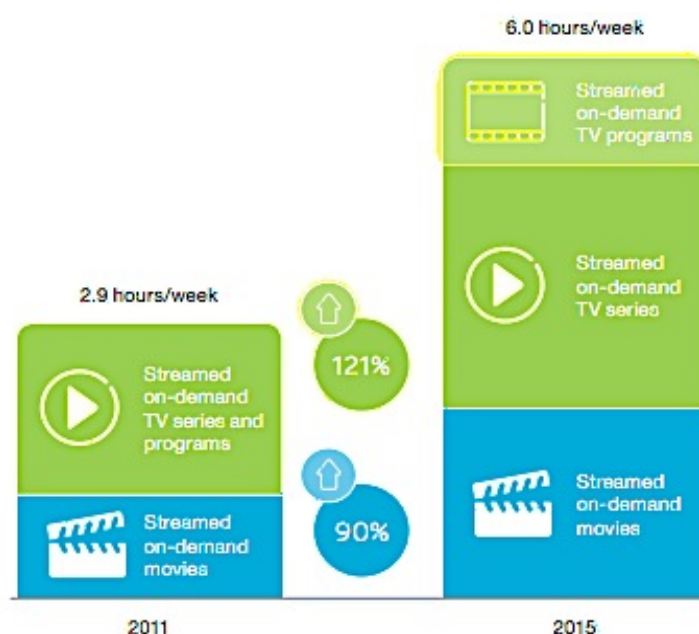 6.0 hours/week
Streamed
on-demand
TV programs
Streamed
on-demand
TV series
2.9 hours/week
121%
Streamed
on-demand
TV series and
programs
90%
Streamed
on-demand
movies
Streamed
on-demand
movies
2011
2015